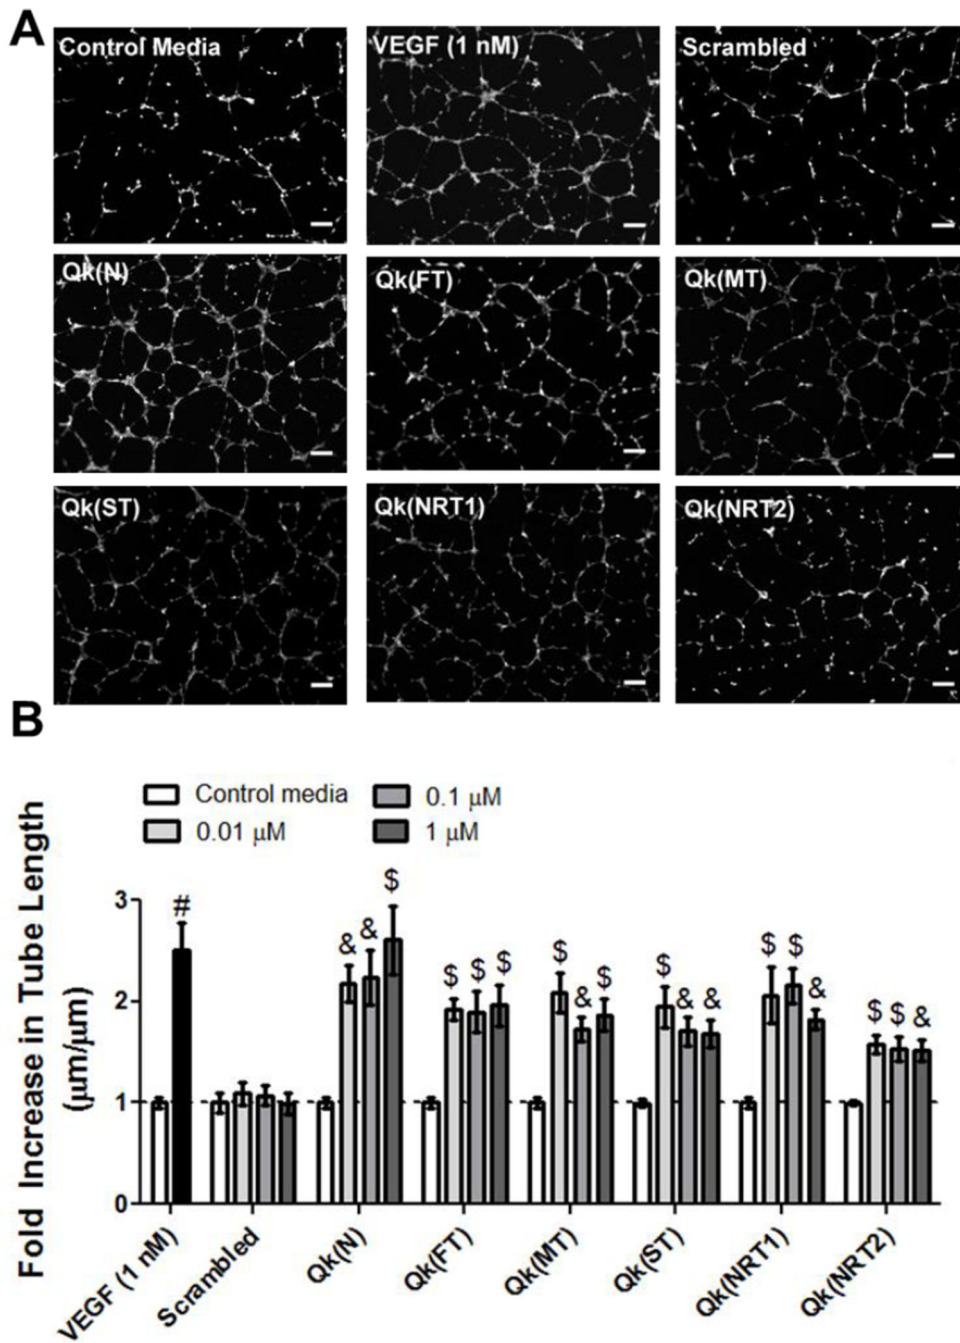 A
Control Media
VEGF (1 nM)
Scrambled
Qk(N)
Qk(FT)
Qk(MT)
Qk(ST)
Qk(NRT1)
Qk(NRT2)
B
Control media
0.1 µM
0.01 µM
1 µM
Fold Increase in Tube Length
(µm/µm)
3
2
1
0
#
& & $
$ $ $
$ & $
$ & &
$ $ &
$ $ &
VEGF (1 nM)
Scrambled
Qk(N)
Qk(FT)
Qk(MT)
Qk(ST)
Qk(NRT1)
Qk(NRT2)